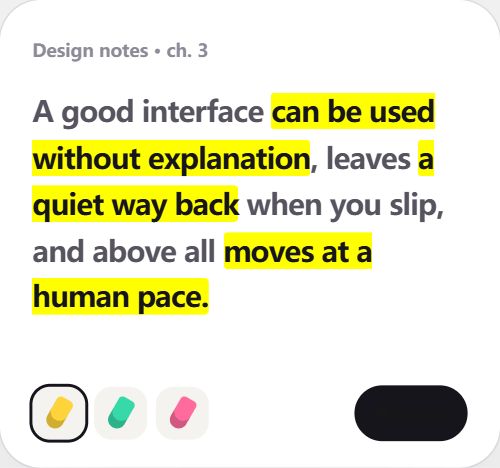 Design notes • ch. 3
A good interface can be used
without explanation, leaves a
quiet way back when you slip,
and above all moves at a
human pace.